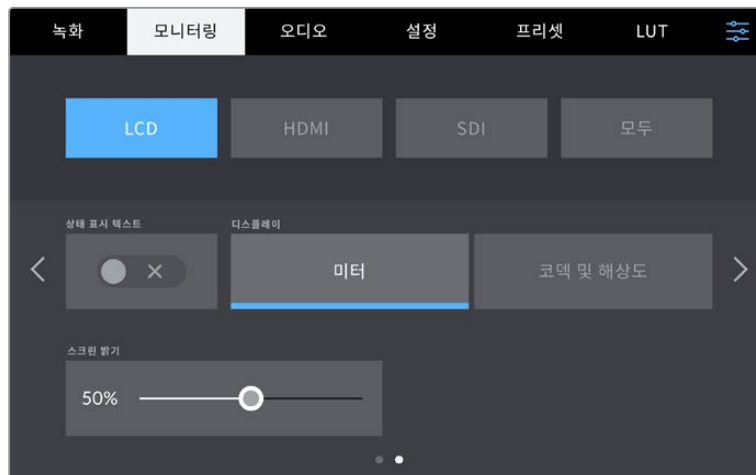 녹화 모니터링 오디오 설정 프리셋 LUT
LCD HDMI SDI 모두
상태 표시 텍스트 디스플레이
미터 코덱 및 해상도
스크린 밝기
50%